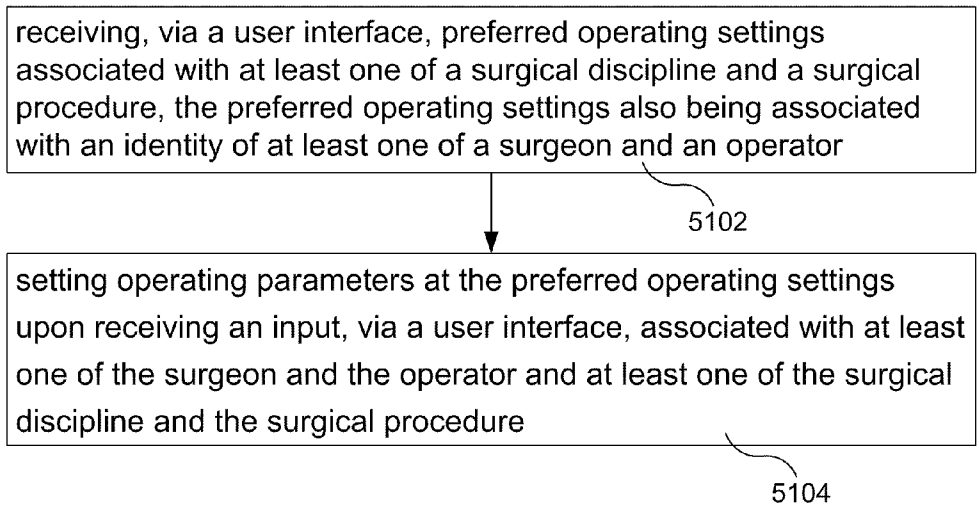 receiving, via a user interface, preferred operating settings
associated with at least one of a surgical discipline and a surgical
procedure, the preferred operating settings also being associated
with an identity of at least one of a surgeon and an operator
5102
setting operating parameters at the preferred operating settings
upon receiving an input, via a user interface, associated with at least
one of the surgeon and the operator and at least one of the surgical
discipline and the surgical procedure
5104